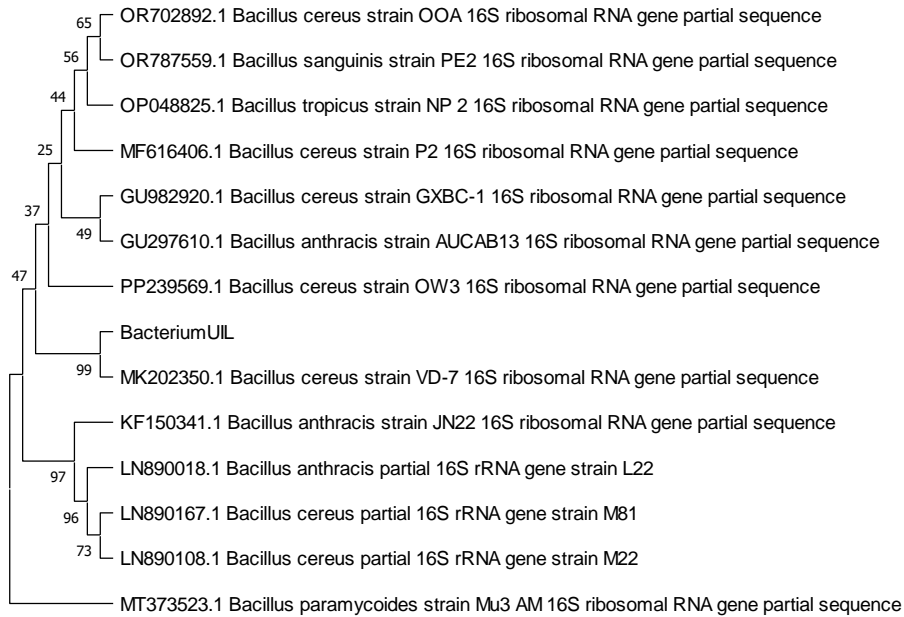 65
OR702892.1 Bacillus cereus strain OOA 16S ribosomal RNA gene partial sequence
56
OR787559.1 Bacillus sanguinis strain PE2 16S ribosomal RNA gene partial sequence
44
OP048825.1 Bacillus tropicus strain NP 2 16S ribosomal RNA gene partial sequence
25
MF616406.1 Bacillus cereus strain P2 16S ribosomal RNA gene partial sequence
37
GU982920.1 Bacillus cereus strain GXBC-1 16S ribosomal RNA gene partial sequence
49
GU297610.1 Bacillus anthracis strain AUCAB13 16S ribosomal RNA gene partial sequence
47
PP239569.1 Bacillus cereus strain OW3 16S ribosomal RNA gene partial sequence
BacteriumUIL
99
MK202350.1 Bacillus cereus strain VD-7 16S ribosomal RNA gene partial sequence
KF150341.1 Bacillus anthracis strain JN22 16S ribosomal RNA gene partial sequence
97
LN890018.1 Bacillus anthracis partial 16S rRNA gene strain L22
96
LN890167.1 Bacillus cereus partial 16S rRNA gene strain M81
73
LN890108.1 Bacillus cereus partial 16S rRNA gene strain M22
MT373523.1 Bacillus paramycoides strain Mu3 AM 16S ribosomal RNA gene partial sequence